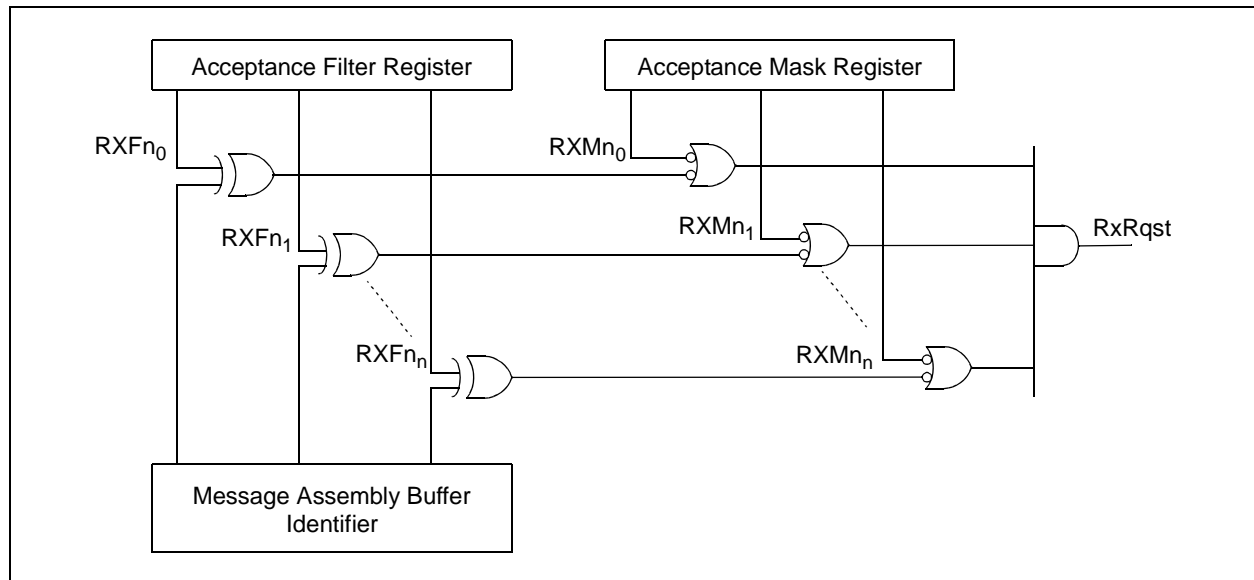 Acceptance Filter Register
Acceptance Mask Register
RXFn0
RXMn0
RXFn1
RXMn1
RxRqst
RXFnn
RXMnn
Message Assembly Buffer
Identifier